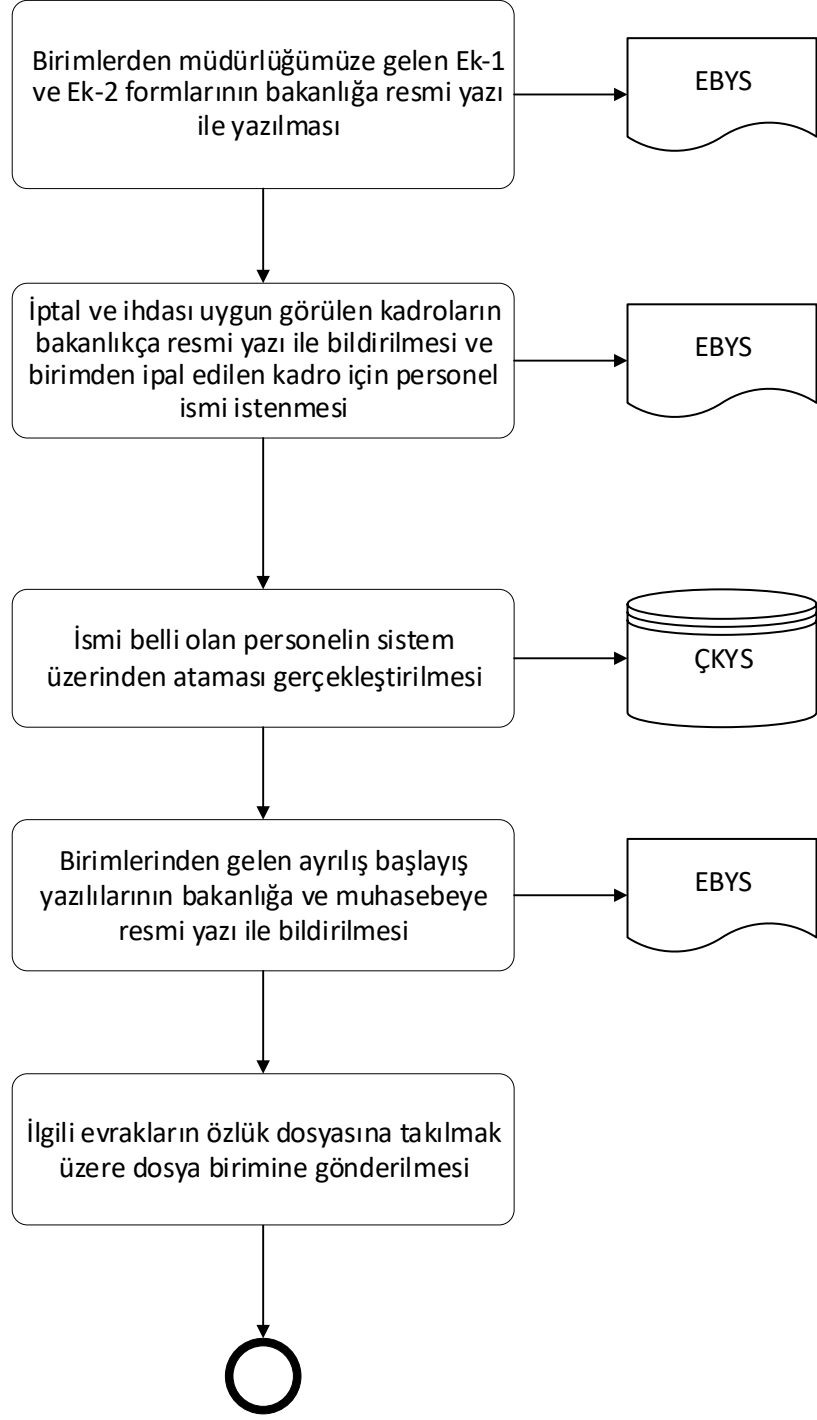 Birimlerden müdürlüğümüze gelen Ek-1
ve Ek-2 formlarının bakanlığa resmi yazı
ile yazılması
EBYS
İptal ve ihdası uygun görülen kadroların
bakanlıkça resmi yazı ile bildirilmesi ve
birimden ipal edilen kadro için personel
ismi istenmesi
EBYS
İsmi belli olan personelin sistem
üzerinden ataması gerçekleştirilmesi
ÇKYS
Birimlerinden gelen ayrılış başlayış
yazılılarının bakanlığa ve muhasebeye
resmi yazı ile bildirilmesi
EBYS
İlgili evrakların özlük dosyasına takılmak
üzere dosya birimine gönderilmesi